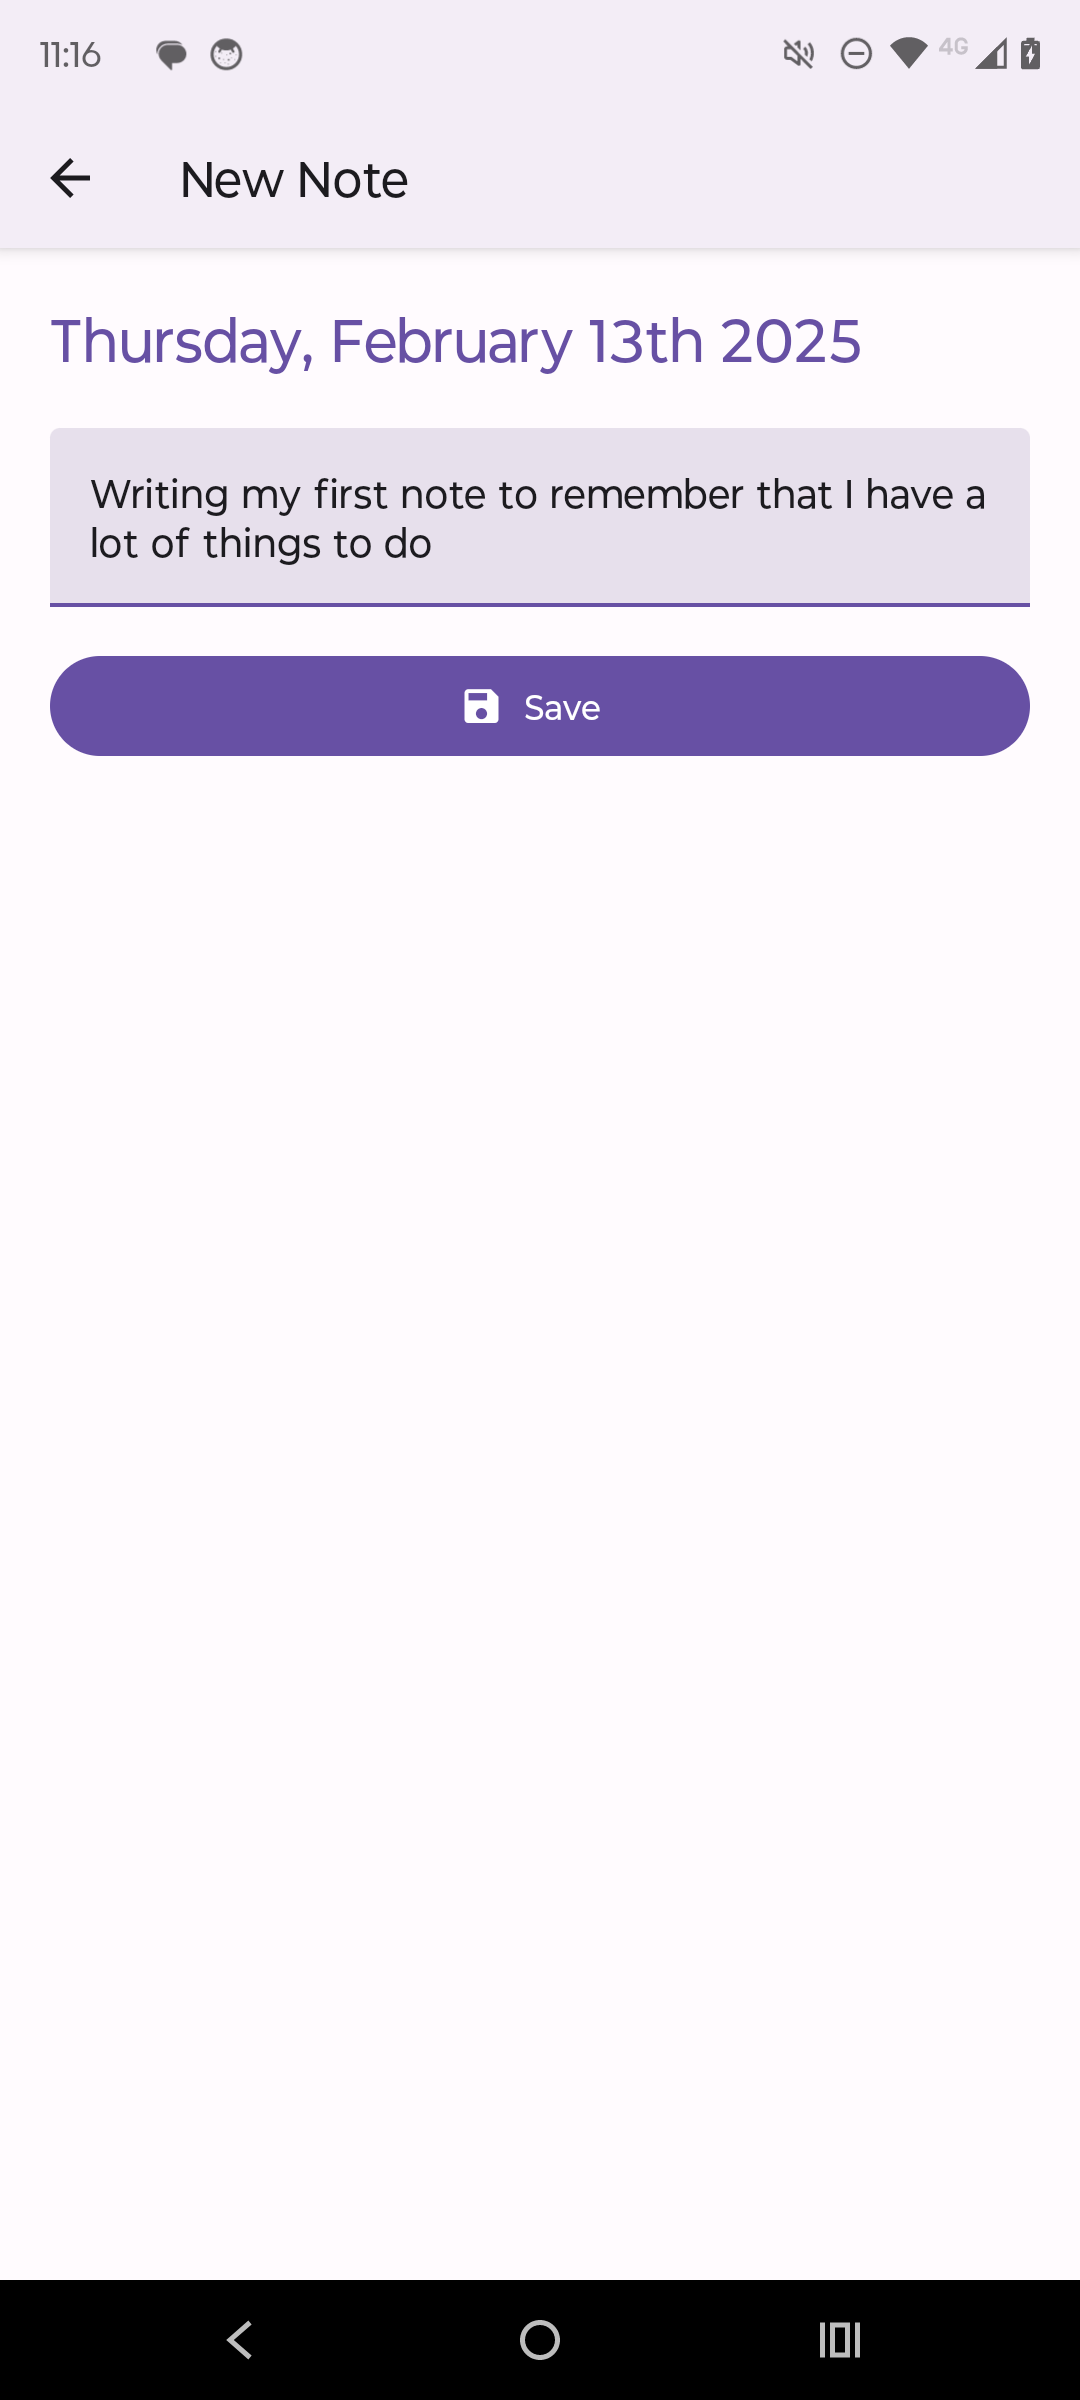 11:16
4G
New Note
Thursday, February 13th 2025
Writing my first note to remember that I have a
lot of things to do
Save